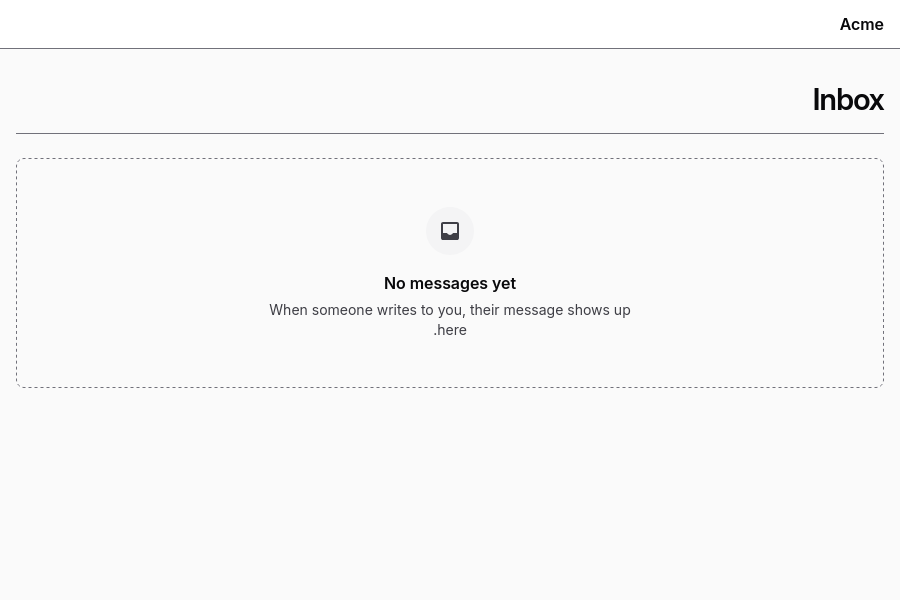 Acme
Inbox
No messages yet
When someone writes to you, their message shows up
.here